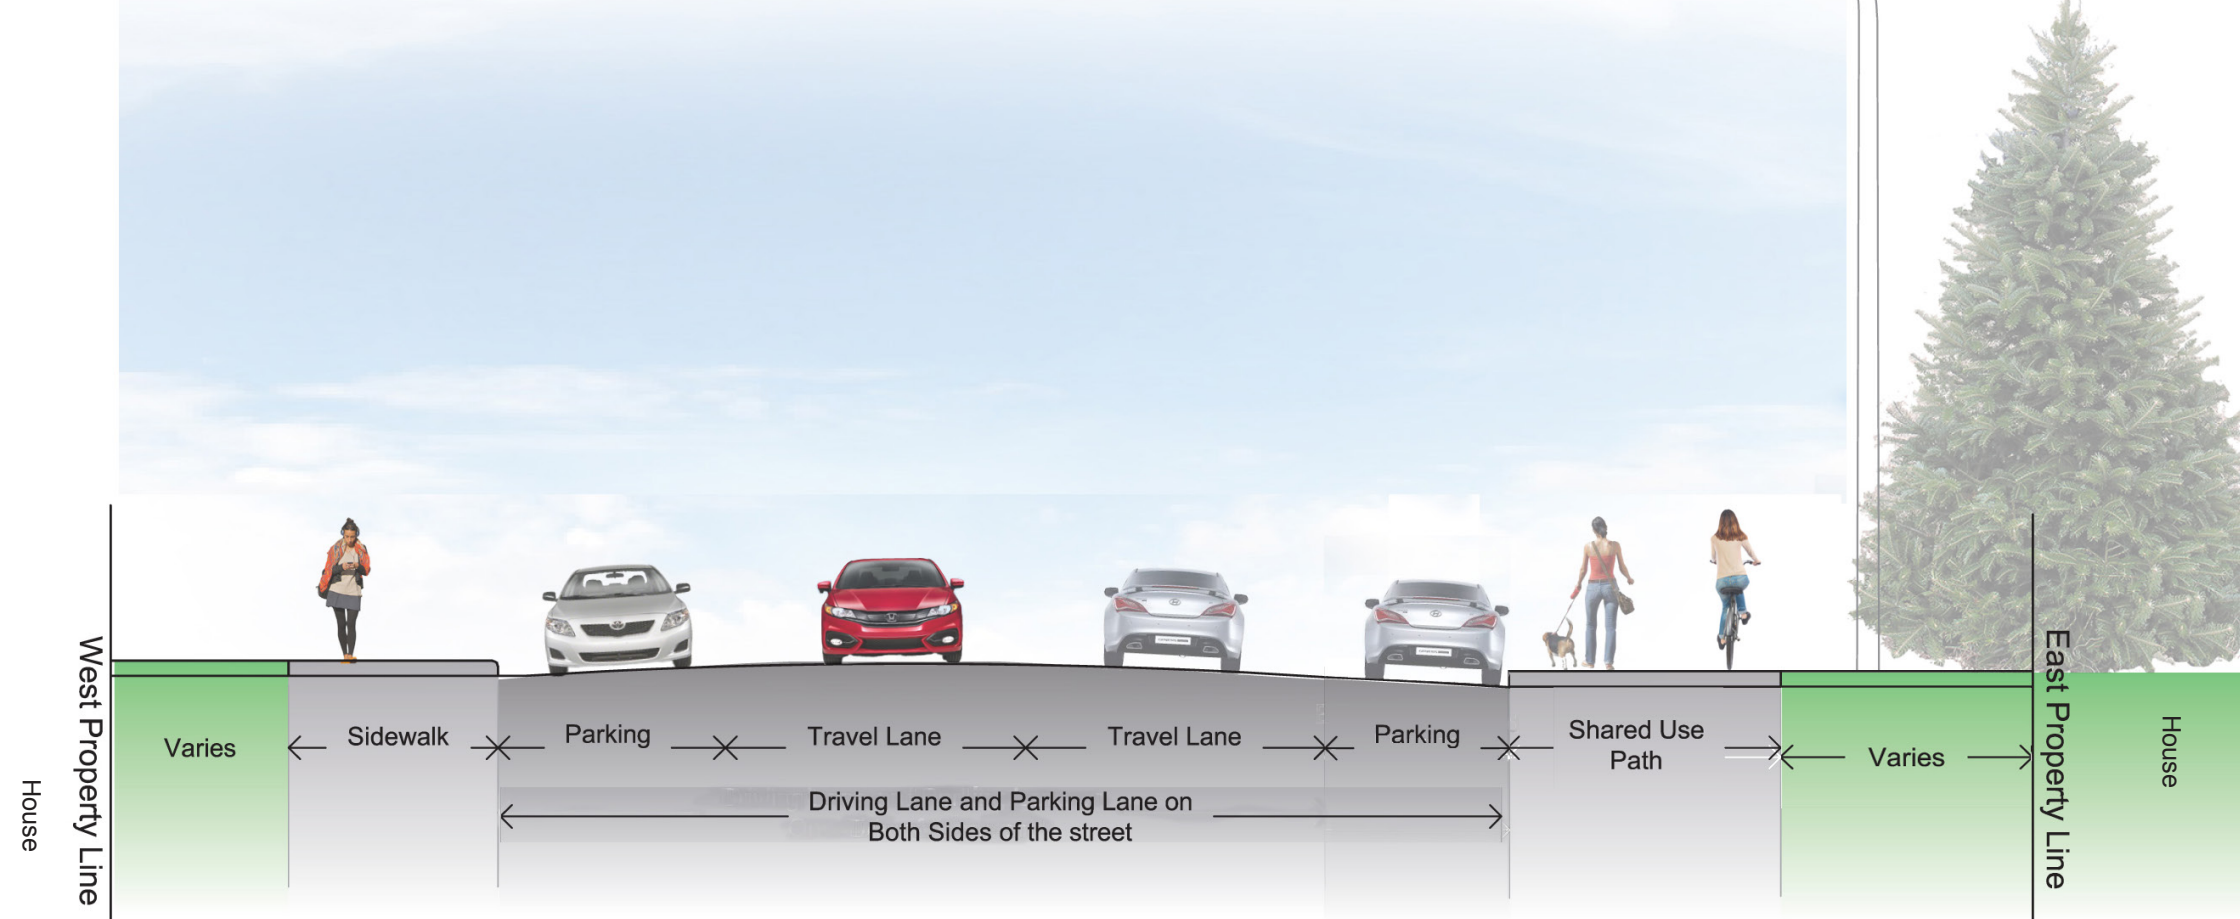 House
West Property Line
Varies
Sidewalk
Parking
Travel Lane
Travel Lane
Parking
Shared Use
Path
Varies
East Property Line
House
Driving Lane and Parking Lane on
Both Sides of the street